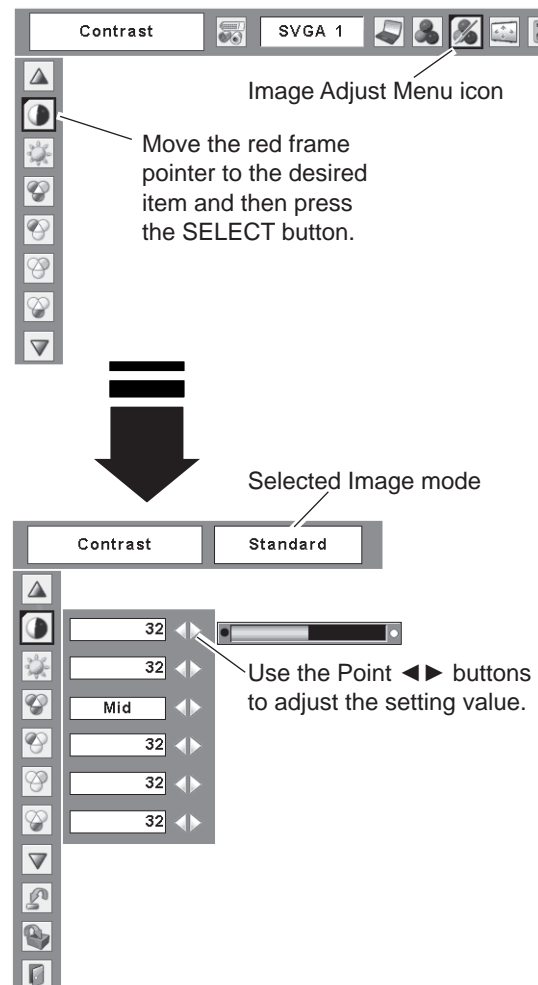 Contrast
SVGA 1
Image Adjust Menu icon
Move the red frame
pointer to the desired
item and then press
the SELECT button.
Selected Image mode
Contrast
Standard
32
32
Use the Point ◄► buttons
to adjust the setting value.
Mid
32
32
32